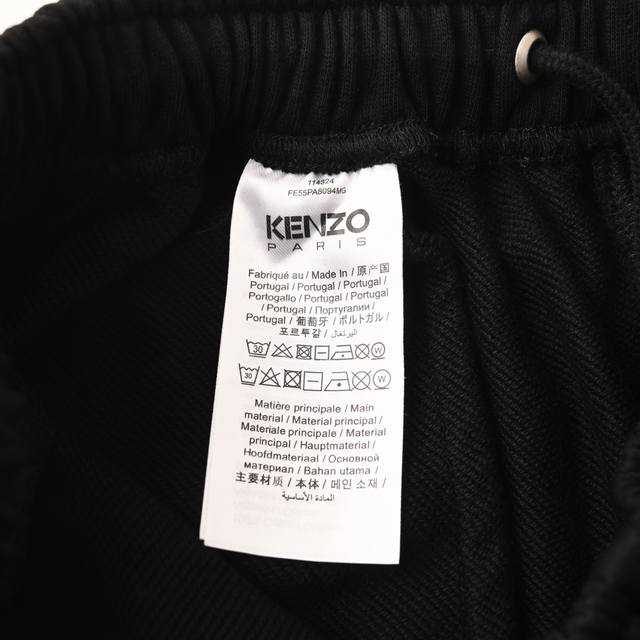 114324
FE55PA8094MG
KENZO
PARIS
Fabriqué au / Made In / 原产国
Portugal / Portugal / Portugal /
Portogallo / Portugal / Portugal
/ Portugal / Португалии /
Portugal / 葡萄牙 / ポルトガル /
포르투갈 / البرتغال
30 W
30 W
Matière principale / Main
material / Material principal /
Materiale principale / Material
principal / Hauptmaterial /
Hoofdmateriaal / Основной
материал / Bahan utama /
主要材质 / 本体 / 메인 소재 /
المادة الأساسية